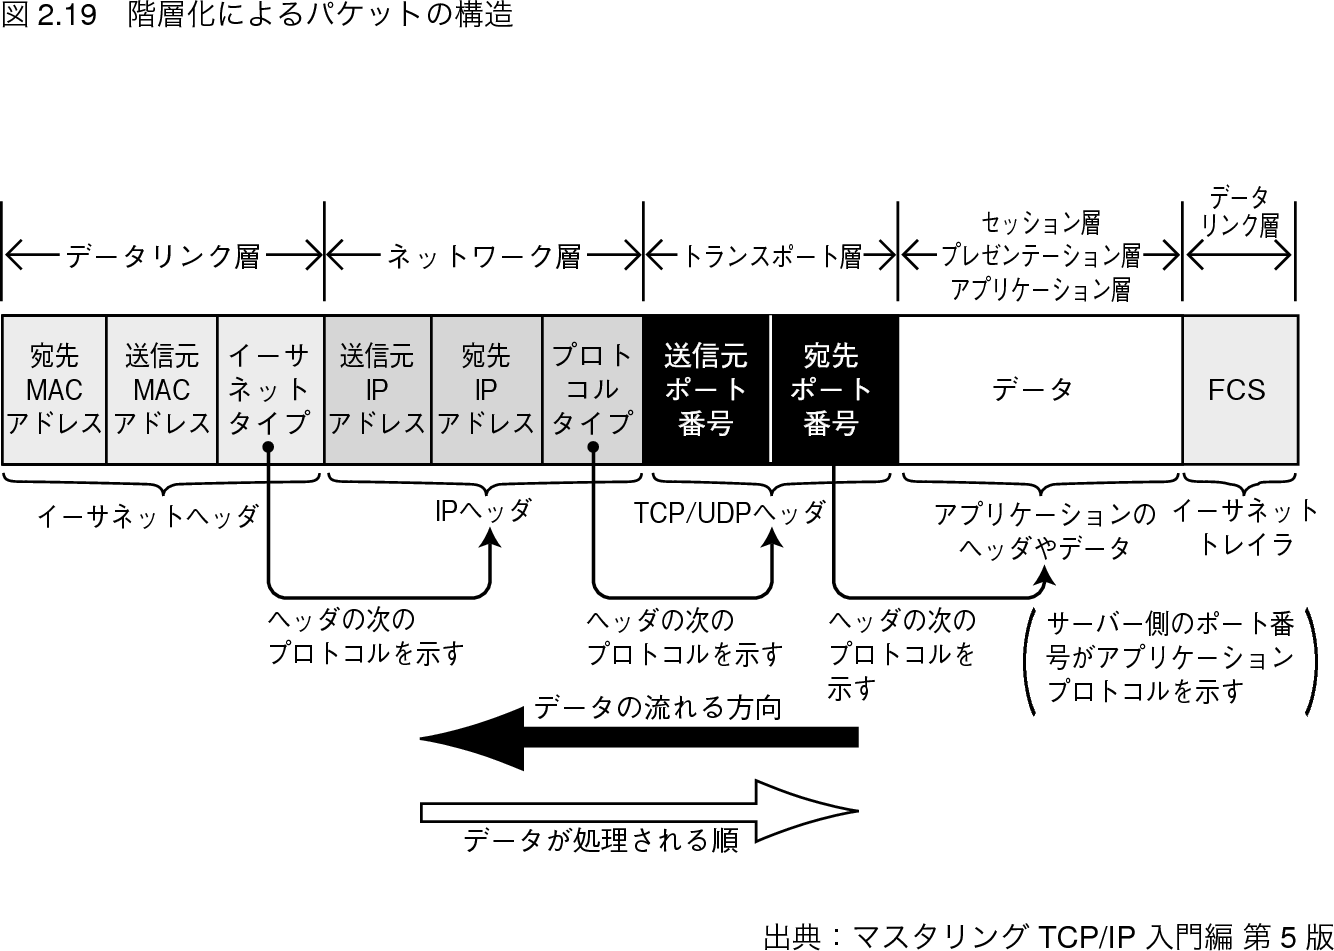 図 2.19　階層化によるパケットの構造
データリンク層
ネットワーク層
トランスポート層
セッション層
プレゼンテーション層
アプリケーション層
データ
リンク層
宛先
MAC
アドレス
送信元
MAC
アドレス
イーサ
ネット
タイプ
送信元
IP
アドレス
宛先
IP
アドレス
プロト
コル
タイプ
送信元
ポート
番号
宛先
ポート
番号
データ
FCS
イーサネットヘッダ
IPヘッダ
TCP/UDPヘッダ
アプリケーションの
ヘッダやデータ
イーサネット
トレイラ
ヘッダの次の
プロトコルを示す
ヘッダの次の
プロトコルを示す
ヘッダの次の
プロトコルを
示す
サーバー側のポート番
号がアプリケーション
プロトコルを示す
データの流れる方向
データが処理される順
出典：マスタリング TCP/IP 入門編 第 5 版